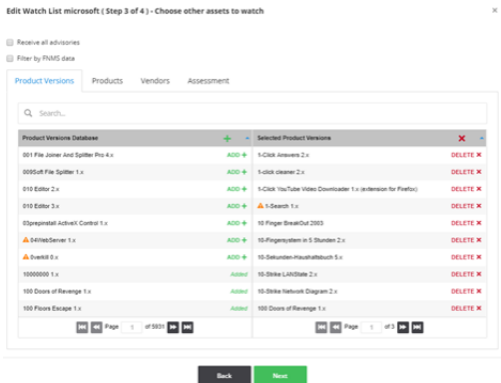 Edit Watch List microsoft ( Step 3 of 4 ) - Choose other assets to watch
Receive all advisories
Filter by FNMS data
Product Versions Products Vendors Assessment
Search...
Product Versions Database Selected Product Versions
001 File Joiner And Splitter Pro 4.x ADD 1-Click Answers 2.x DELETE
009Soft File Splitter 1.x ADD 1-click cleaner 2.x DELETE
010 Editor 2.x ADD 1-Click YouTube Video Downloader 1.x (extension for Firefox) DELETE
010 Editor 3.x ADD 1-Search 1.x DELETE
03preinstall ActiveX Control 1.x ADD 10 Finger BreakOut 2003 DELETE
04WebServer 1.x ADD 10-Fingersystem in 5 Stunden 2.x DELETE
0verkill 0.x ADD 10-Sekunden-Haushaltsbuch 5.x DELETE
10000000 1.x Added 10-Strike LANState 2.x DELETE
100 Doors of Revenge 1.x Added 10-Strike Network Diagram 2.x DELETE
100 Floors Escape 1.x Added 100 Doors of Revenge 1.x DELETE
Page 1 of 5931 Page 1 of 3
Back Next